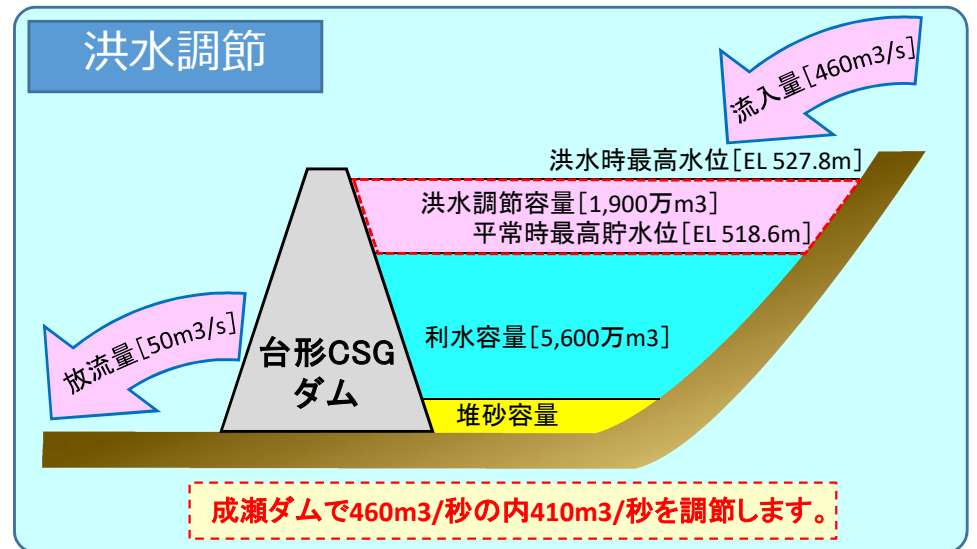 洪水調節
流入量[460m3/s]
洪水時最高水位[EL 527.8m]
洪水調節容量[1,900万m3]
平常時最高貯水位[EL 518.6m]
放流量[50m3/s]
台形CSG
ダム
利水容量[5,600万m3]
堆砂容量
成瀬ダムで460m3/秒の内410m3/秒を調節します。